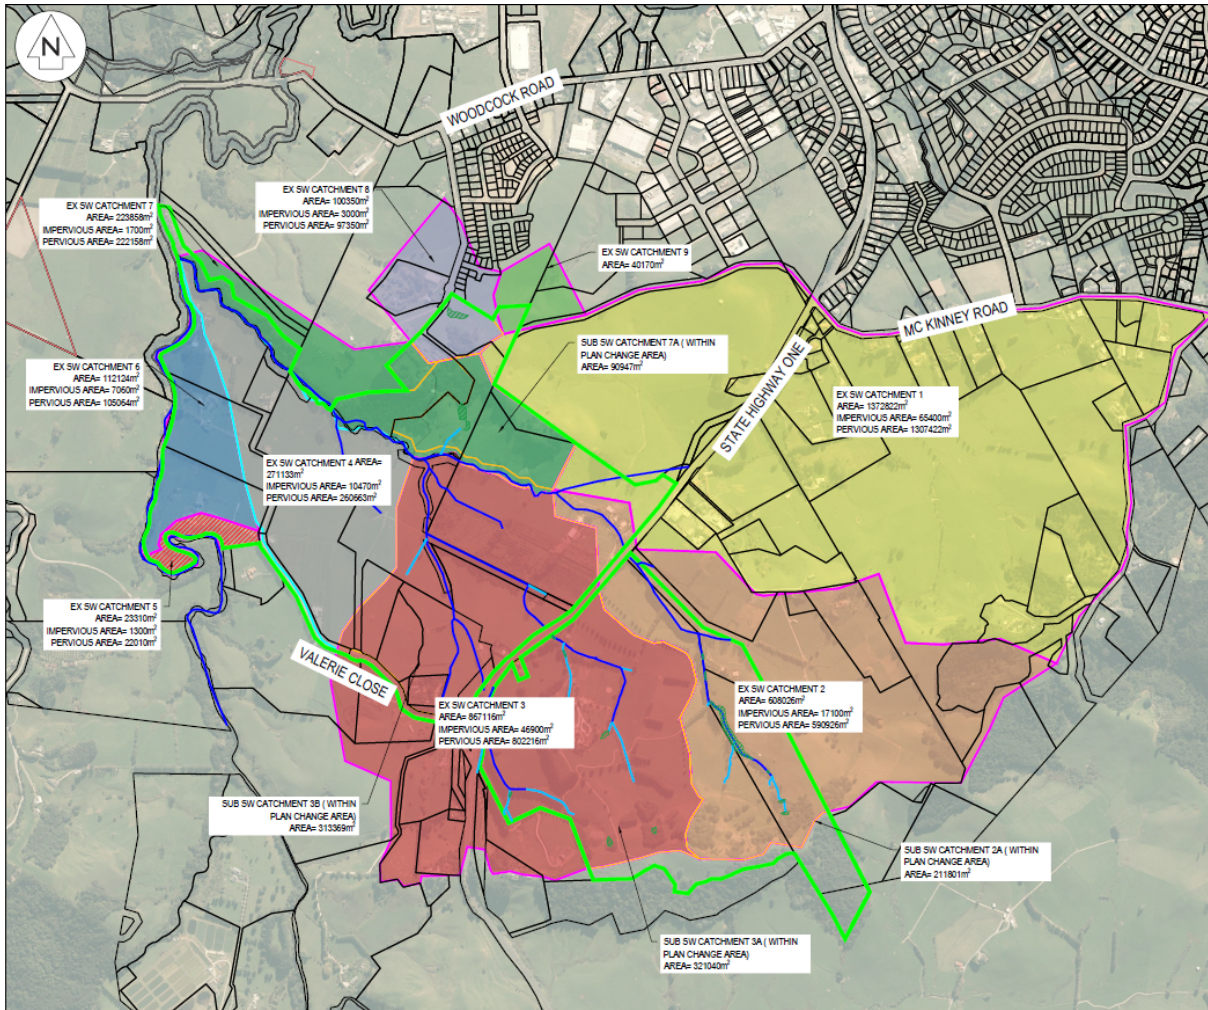 N
WOODCOCK ROAD
EX SW CATCHMENT 8
AREA= 100350m²
IMPERVIOUS AREA= 3000m²
PERVIOUS AREA= 97350m²
EX SW CATCHMENT 7
AREA= 223858m²
IMPERVIOUS AREA= 1700m²
PERVIOUS AREA= 222158m²
EX SW CATCHMENT 9
AREA= 40170m²
MC KINNEY ROAD
SUB SW CATCHMENT 7A ( WITHIN
PLAN CHANGE AREA)
AREA= 90947m²
EX SW CATCHMENT 6
AREA= 112124m²
IMPERVIOUS AREA= 7060m²
PERVIOUS AREA= 105064m²
STATE HIGHWAY ONE
EX SW CATCHMENT 1
AREA= 1372822m²
IMPERVIOUS AREA= 65400m²
PERVIOUS AREA= 1307422m²
EX SW CATCHMENT 4 AREA=
271133m²
IMPERVIOUS AREA= 10470m²
PERVIOUS AREA= 260663m²
EX SW CATCHMENT 5
AREA= 23310m²
IMPERVIOUS AREA= 1300m²
PERVIOUS AREA= 22010m²
VALERIE CLOSE
EX SW CATCHMENT 3
AREA= 867116m²
IMPERVIOUS AREA= 46900m²
PERVIOUS AREA= 802216m²
EX SW CATCHMENT 2
AREA= 608026m²
IMPERVIOUS AREA= 17100m²
PERVIOUS AREA= 590926m²
SUB SW CATCHMENT 3B ( WITHIN
PLAN CHANGE AREA)
AREA= 313369m²
SUB SW CATCHMENT 2A ( WITHIN
PLAN CHANGE AREA)
AREA= 211801m²
SUB SW CATCHMENT 3A ( WITHIN
PLAN CHANGE AREA)
AREA= 321040m²